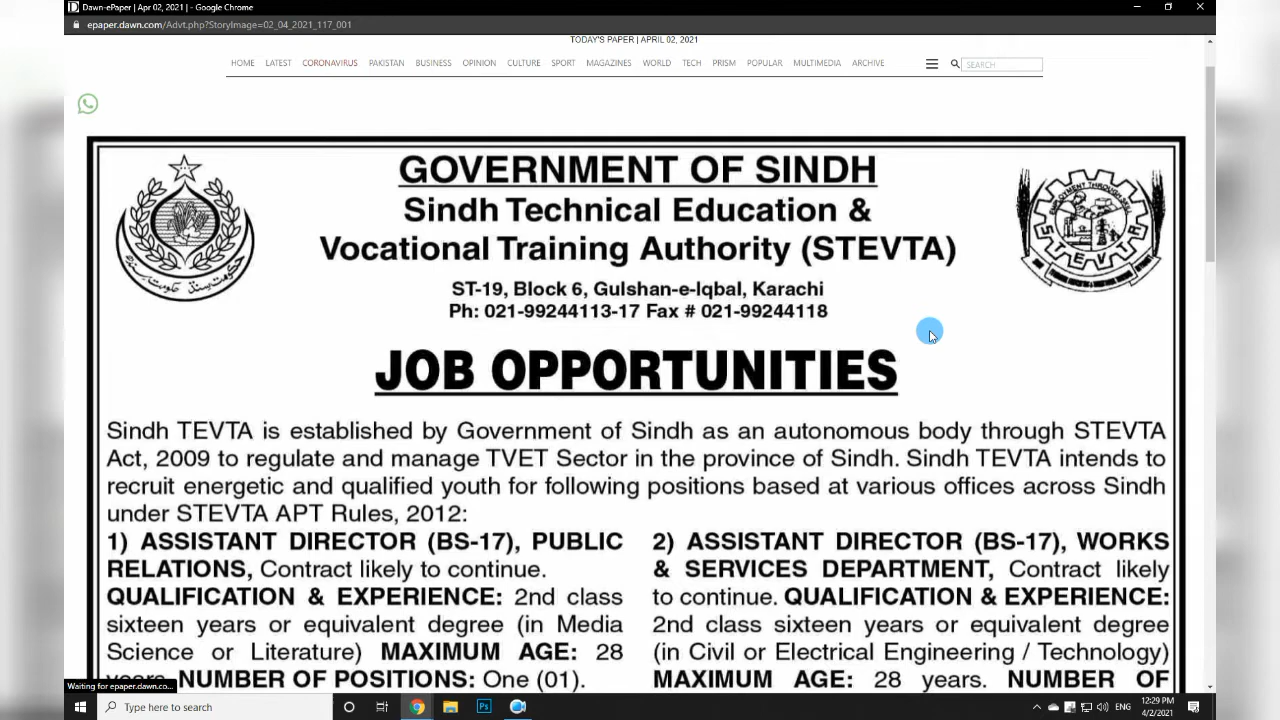 Dawn-ePaper | Apr 02, 2021 | - Google Chrome
epaper.dawn.com/Advt.php?StoryImage=02_04_2021_117_001
TODAY'S PAPER | APRIL 02, 2021
HOME LATEST CORONAVIRUS PAKISTAN BUSINESS OPINION CULTURE SPORT MAGAZINES WORLD TECH PRISM POPULAR MULTIMEDIA ARCHIVE SEARCH
GOVERNMENT OF SINDH
Sindh Technical Education &
Vocational Training Authority (STEVTA)
ST-19, Block 6, Gulshan-e-Iqbal, Karachi
Ph: 021-99244113-17 Fax # 021-99244118
STEVTA
JOB OPPORTUNITIES
Sindh TEVTA is established by Government of Sindh as an autonomous body through STEVTA
Act, 2009 to regulate and manage TVET Sector in the province of Sindh. Sindh TEVTA intends to
recruit energetic and qualified youth for following positions based at various offices across Sindh
under STEVTA APT Rules, 2012:
1) ASSISTANT DIRECTOR (BS-17), PUBLIC
RELATIONS, Contract likely to continue.
QUALIFICATION & EXPERIENCE: 2nd class
sixteen years or equivalent degree (in Media
Science or Literature) MAXIMUM AGE: 28
years. NUMBER OF POSITIONS: One (01).
2) ASSISTANT DIRECTOR (BS-17), WORKS
& SERVICES DEPARTMENT, Contract likely
to continue. QUALIFICATION & EXPERIENCE:
2nd class sixteen years or equivalent degree
(in Civil or Electrical Engineering / Technology)
MAXIMUM AGE: 28 years. NUMBER OF
Waiting for epaper.dawn.co...
Type here to search
Ps
ENG
12:29 PM
4/2/2021